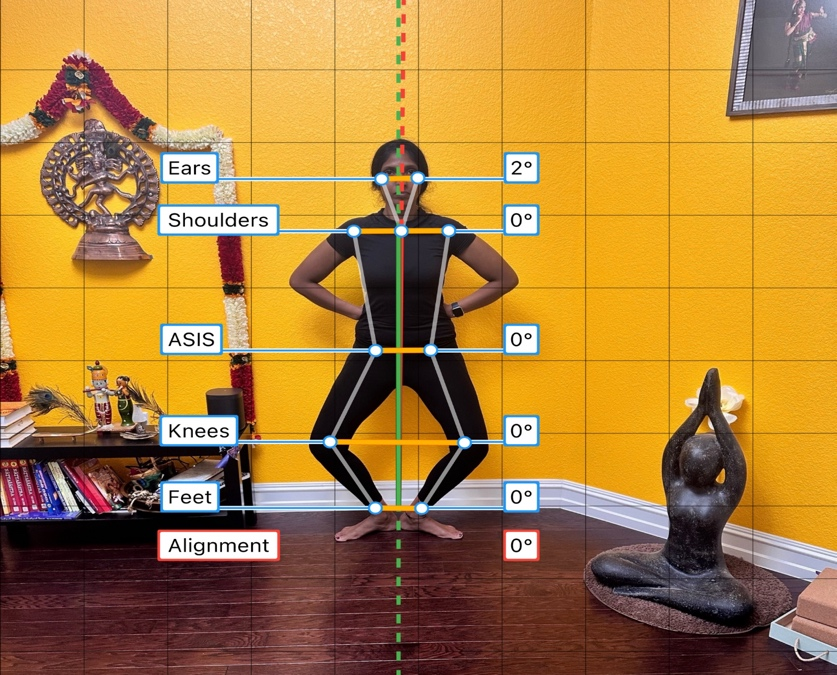 Ears 2°
Shoulders 0°
ASIS 0°
Knees 0°
Feet 0°
Alignment 0°